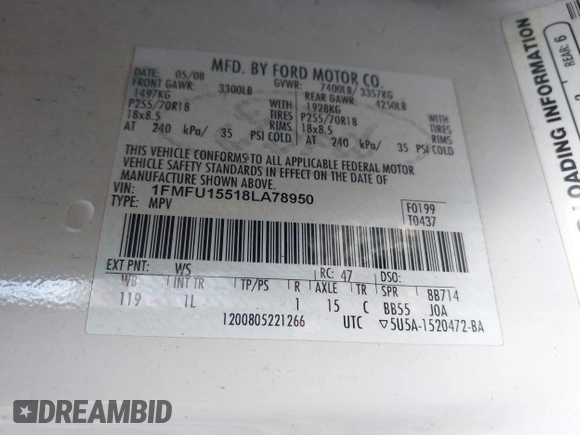 MFD. BY FORD MOTOR CO.
DATE: 05/08 GVWR: 7400LB/ 3357KG
FRONT GAWR: 3300LB REAR GAWR: 4250LB
1497KG 1928KG
P255/70R18 TIRES P255/70R18 TIRES
18x8.5 RIMS 18x8.5 RIMS
AT 240 kPa/ 35 PSI COLD AT 240 kPa/ 35 PSI COLD
THIS VEHICLE CONFORMS TO ALL APPLICABLE FEDERAL MOTOR
VEHICLE SAFETY STANDARDS IN EFFECT ON THE DATE OF
MANUFACTURE SHOWN ABOVE.
VIN: 1FMFU15518LA78950
TYPE: MPV
F0199
T0437
EXT PNT: WS RC: 47 DSO:
WB INT TR TP/PS R AXLE TR SPR 8B714
119 1L 1 15 C BB55 JOA
1200805221266 UTC ▽5U5A-1520472-BA
LOADING INFORMATION
REAR: 6
DREAMBID